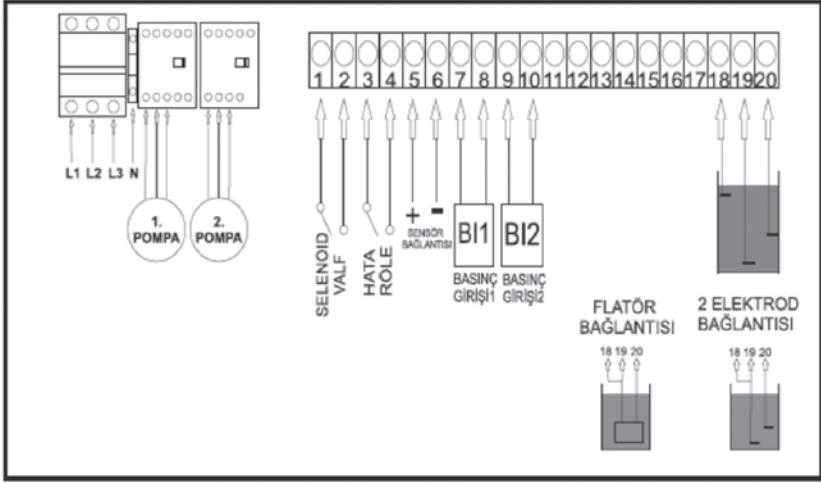 1 2 3 4 5 6 7 8 9 10 11 12 13 14 15 16 17 18 19 20
L1 L2 L3 N
1.
POMPA
2.
POMPA
SELENOID
VALF
HATA
RÖLE
+ -
SENSÖR
BAĞLANTISI
BI1
BASINÇ
GİRİŞİ1
BI2
BASINÇ
GİRİŞİ2
FLATÖR
BAĞLANTISI
18 19 20
2 ELEKTROD
BAĞLANTISI
18 19 20